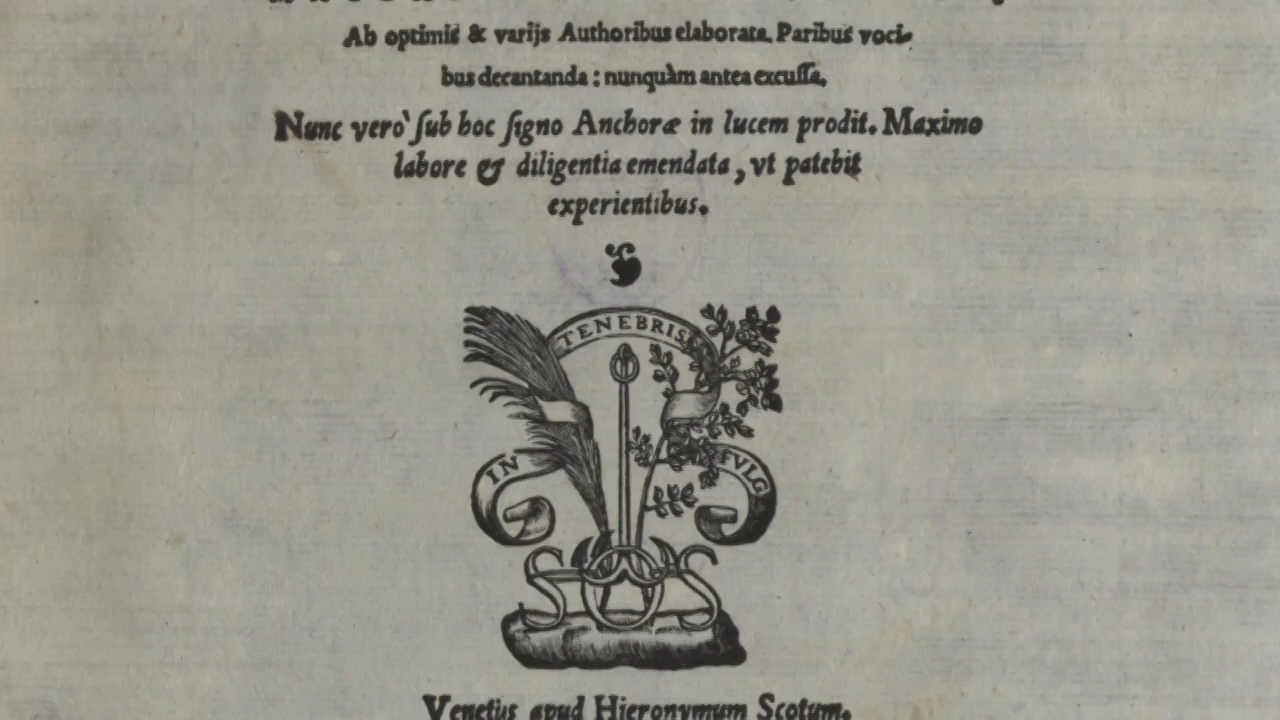 Ab optimis & varijs Authoribus elaborata. Paribus voci-
bus decantanda : nunquàm antea excuſſa.
Nunc verò ſub hoc ſigno Anchoræ in lucem prodit. Maximo
labore & diligentia emendata, vt patebit
experientibus.
TENEBRIS
IN FVLG
SOS
Venetijs apud Hieronymum Scotum.